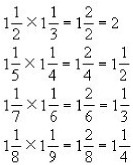 1 1/2 × 1 1/3 = 1 2/2 = 2
1 1/5 × 1 1/4 = 1 2/4 = 1 1/2
1 1/7 × 1 1/6 = 1 2/6 = 1 1/3
1 1/8 × 1 1/9 = 1 2/8 = 1 1/4